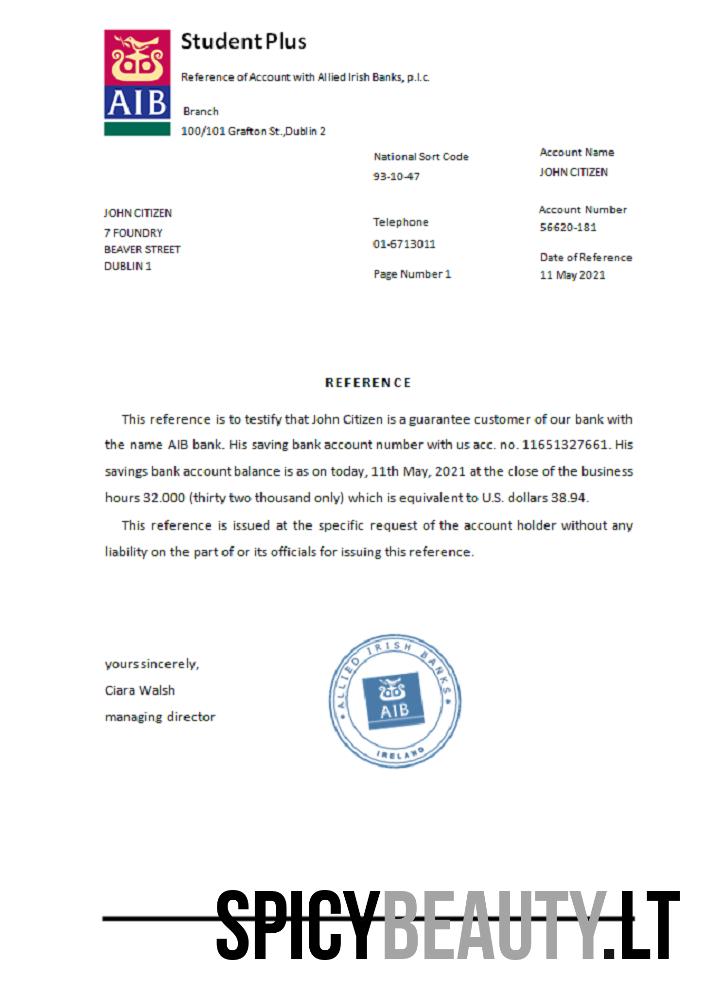 StudentPlus
Reference of Account with Allied Irish Banks, p.l.c.
AIB
Branch
100/101 Grafton St.,Dublin 2
National Sort Code
93-10-47
Account Name
JOHN CITIZEN
JOHN CITIZEN
7 FOUNDRY
BEAVER STREET
DUBLIN 1
Telephone
01-6713011
Account Number
56620-181
Page Number 1
Date of Reference
11 May 2021
REFERENCE
This reference is to testify that John Citizen is a guarantee customer of our bank with
the name AIB bank. His saving bank account number with us acc. no. 11651327661. His
savings bank account balance is as on today, 11th May, 2021 at the close of the business
hours 32.000 (thirty two thousand only) which is equivalent to U.S. dollars 38.94.
This reference is issued at the specific request of the account holder without any
liability on the part of or its officials for issuing this reference.
yours sincerely,
Ciara Walsh
managing director
ALLIED IRISH BANKS
AIB
IRELAND
SPICYBEAUTY.LT